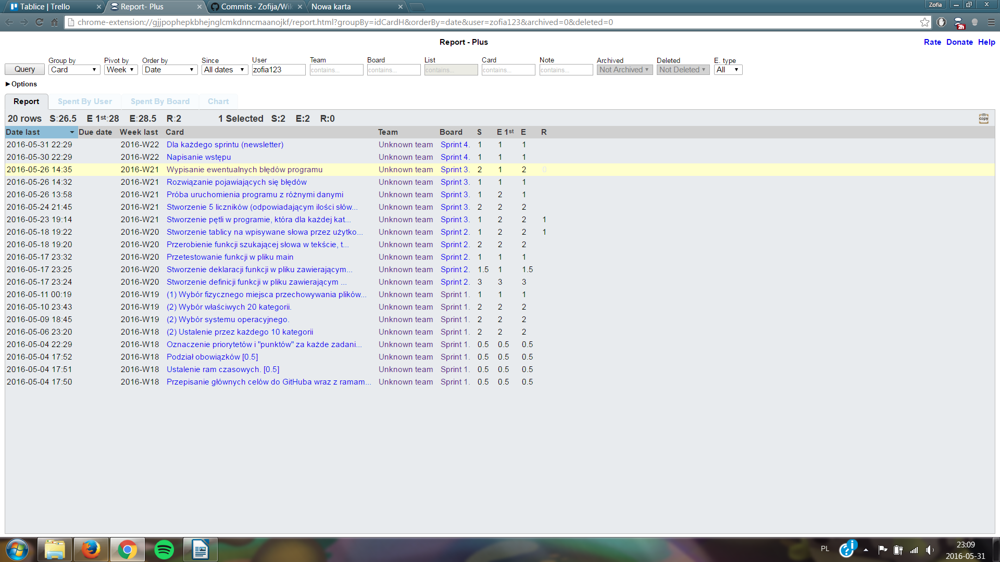 Tablice | Trello
Report- Plus
Commits · Zofija/Wik
Nowa karta
Zofia
chrome-extension://gjjpophepkbhejnglcmkdnncmaanojkf/report.html?groupBy=idCardH&orderBy=date&user=zofia123&archived=0&deleted=0
2h
Report - Plus
Rate Donate Help
Group by Pivot by Order by Since User Team Board List Card Note Archived Deleted E. type
Query Card Week Date All dates zofia123 contains... contains... contains... contains... contains... Not Archived Not Deleted All
Options
Report Spent By User Spent By Board Chart
20 rows S:26.5 E 1st:28 E:28.5 R:2 1 Selected S:2 E:2 R:0
copy
Date last Due date Week last Card Team Board S E 1st E R
2016-05-31 22:29 2016-W22 Dla każdego sprintu (newsletter) Unknown team Sprint 4. 1 1 1
2016-05-30 22:29 2016-W22 Napisanie wstępu Unknown team Sprint 4. 1 1 1
2016-05-26 14:35 2016-W21 Wypisanie ewentualnych błędów programu Unknown team Sprint 3. 2 1 2 0
2016-05-26 14:32 2016-W21 Rozwiązanie pojawiających się błędów Unknown team Sprint 3. 1 1 1
2016-05-26 13:58 2016-W21 Próba uruchomienia programu z różnymi danymi Unknown team Sprint 3. 1 2 1
2016-05-24 21:45 2016-W21 Stworzenie 5 liczników (odpowiadającym ilości słów... Unknown team Sprint 3. 2 2 2
2016-05-23 19:14 2016-W21 Stworzenie pętli w programie, która dla każdej kat... Unknown team Sprint 3. 1 2 2 1
2016-05-18 19:22 2016-W20 Stworzenie tablicy na wpisywane słowa przez użytko... Unknown team Sprint 2. 1 2 2 1
2016-05-18 19:20 2016-W20 Przerobienie funkcji szukającej słowa w tekście, t... Unknown team Sprint 2. 2 2 2
2016-05-17 23:32 2016-W20 Przetestowanie funkcji w pliku main Unknown team Sprint 2. 1 1 1
2016-05-17 23:25 2016-W20 Stworzenie deklaracji funkcji w pliku zawierającym... Unknown team Sprint 2. 1.5 1 1.5
2016-05-17 23:24 2016-W20 Stworzenie definicji funkcji w pliku zawierającym ... Unknown team Sprint 2. 3 3 3
2016-05-11 00:19 2016-W19 (1) Wybór fizycznego miejsca przechowywania plików... Unknown team Sprint 1. 1 1 1
2016-05-10 23:43 2016-W19 (2) Wybór właściwych 20 kategorii. Unknown team Sprint 1. 2 2 2
2016-05-09 18:45 2016-W19 (2) Wybór systemu operacyjnego. Unknown team Sprint 1. 2 2 2
2016-05-06 23:20 2016-W18 (2) Ustalenie przez każdego 10 kategorii Unknown team Sprint 1. 2 2 2
2016-05-04 22:29 2016-W18 Oznaczenie priorytetów i "punktów" za każde zadani... Unknown team Sprint 1. 0.5 0.5 0.5
2016-05-04 17:52 2016-W18 Podział obowiązków [0.5] Unknown team Sprint 1. 0.5 0.5 0.5
2016-05-04 17:51 2016-W18 Ustalenie ram czasowych. [0.5] Unknown team Sprint 1. 0.5 0.5 0.5
2016-05-04 17:50 2016-W18 Przepisanie głównych celów do GitHuba wraz z ramam... Unknown team Sprint 1. 0.5 0.5 0.5
PL
23:09
2016-05-31